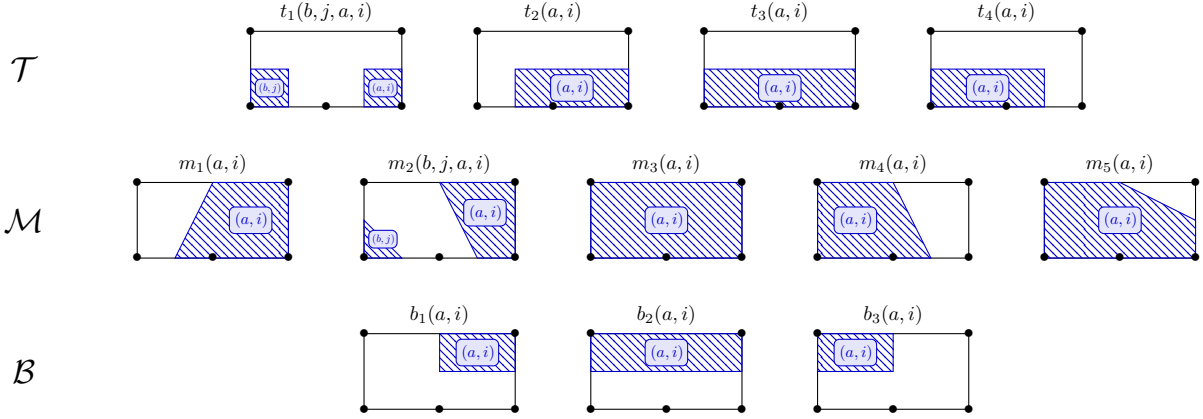 t₁(b, j, a, i) t₂(a, i) t₃(a, i) t₄(a, i)
𝒯 (b, j) (a, i) (a, i) (a, i) (a, i)
m₁(a, i) m₂(b, j, a, i) m₃(a, i) m₄(a, i) m₅(a, i)
ℳ (a, i) (b, j) (a, i) (a, i) (a, i) (a, i)
b₁(a, i) b₂(a, i) b₃(a, i)
ℬ (a, i) (a, i) (a, i)